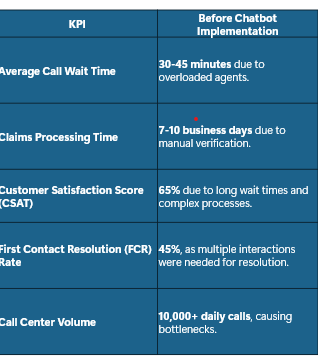 KPI
Before Chatbot
Implementation
Average Call Wait Time
30-45 minutes due to
overloaded agents.
Claims Processing Time
7-10 business days due to
manual verification.
Customer Satisfaction Score
(CSAT)
65% due to long wait times and
complex processes.
First Contact Resolution (FCR)
Rate
45%, as multiple interactions
were needed for resolution.
Call Center Volume
10,000+ daily calls, causing
bottlenecks.